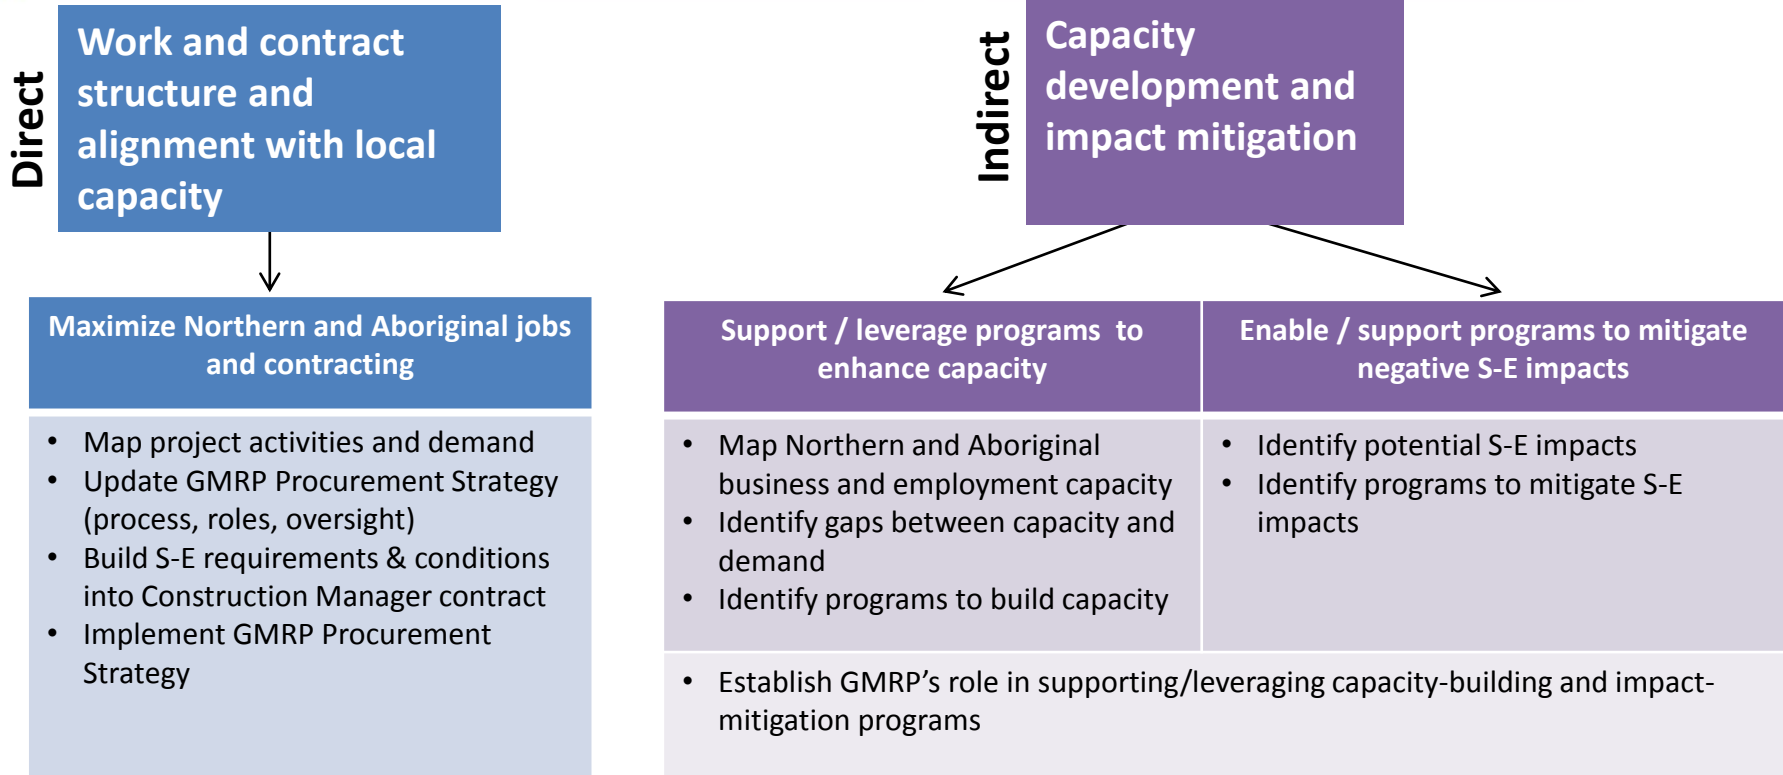 Direct
Work and contract
structure and
alignment with local
capacity
Maximize Northern and Aboriginal jobs
and contracting
• Map project activities and demand
• Update GMRP Procurement Strategy
(process, roles, oversight)
• Build S-E requirements & conditions
into Construction Manager contract
• Implement GMRP Procurement
Strategy
Indirect
Capacity
development and
impact mitigation
Support / leverage programs to
enhance capacity
• Map Northern and Aboriginal
business and employment capacity
• Identify gaps between capacity and
demand
• Identify programs to build capacity
Enable / support programs to mitigate
negative S-E impacts
• Identify potential S-E impacts
• Identify programs to mitigate S-E
impacts
• Establish GMRP’s role in supporting/leveraging capacity-building and impact-
mitigation programs